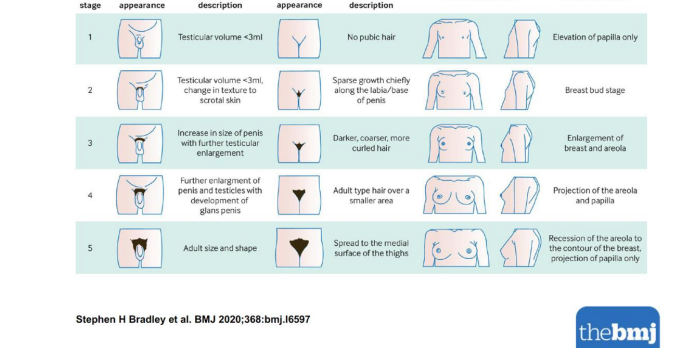 stage appearance description appearance description
1 Testicular volume <3ml No pubic hair Elevation of papilla only
2 Testicular volume <3ml,
change in texture to
scrotal skin
Sparse growth chiefly
along the labia/base
of penis
Breast bud stage
3 Increase in size of penis
with further testicular
enlargement
Darker, coarser, more
curled hair
Enlargement of
breast and areola
4 Further enlargment of
penis and testicles with
development of
glans penis
Adult type hair over a
smaller area
Projection of the areola
and papilla
5 Adult size and shape
Spread to the medial
surface of the thighs
Recession of the areola to
the contour of the breast,
projection of papilla only
Stephen H Bradley et al. BMJ 2020;368:bmj.l6597
thebmj